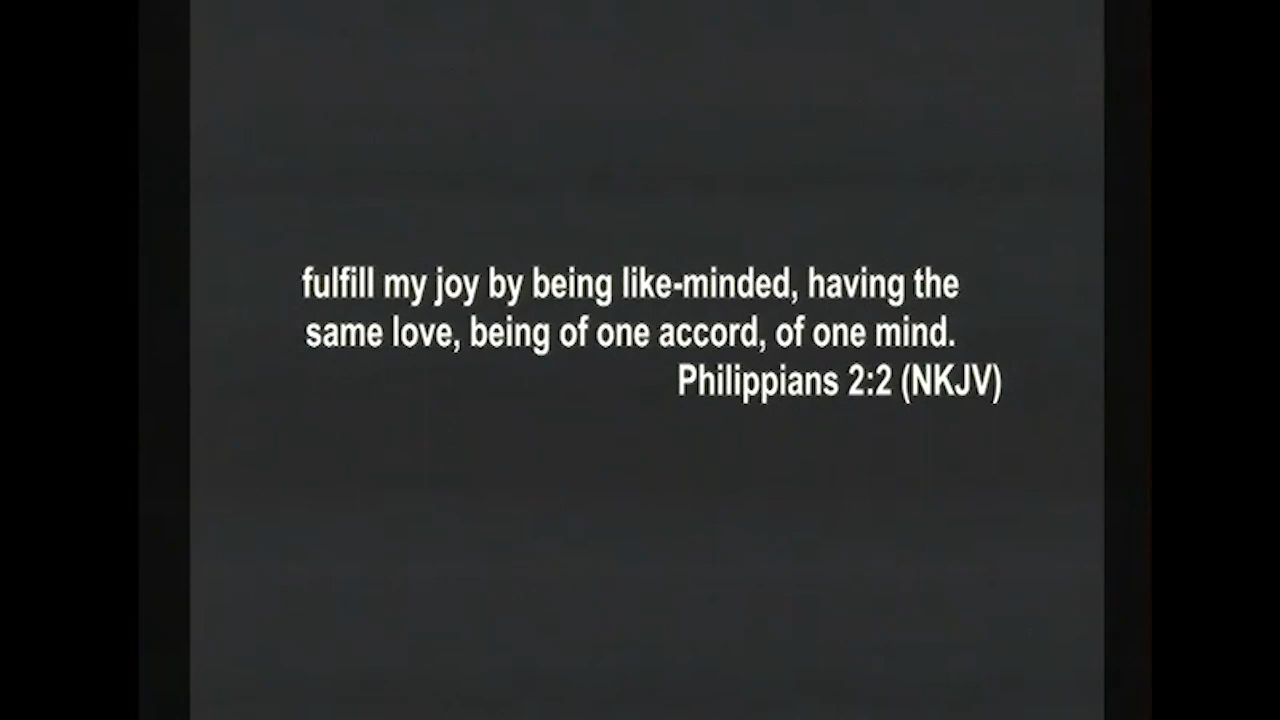 fulfill my joy by being like-minded, having the
same love, being of one accord, of one mind.
Philippians 2:2 (NKJV)